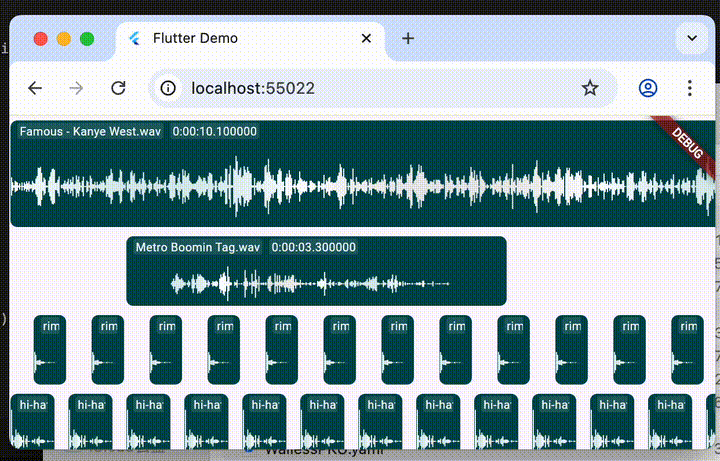 Flutter Demo
localhost:55022
DEBUG
Famous - Kanye West.wav 0:00:10.100000
Metro Boomin Tag.wav 0:00:03.300000
rim rim rim rim rim rim rim rim rim rim rim rim
hi-ha hi-ha hi-ha hi-ha hi-ha hi-ha hi-ha hi-ha hi-ha hi-ha hi-ha hi-ha